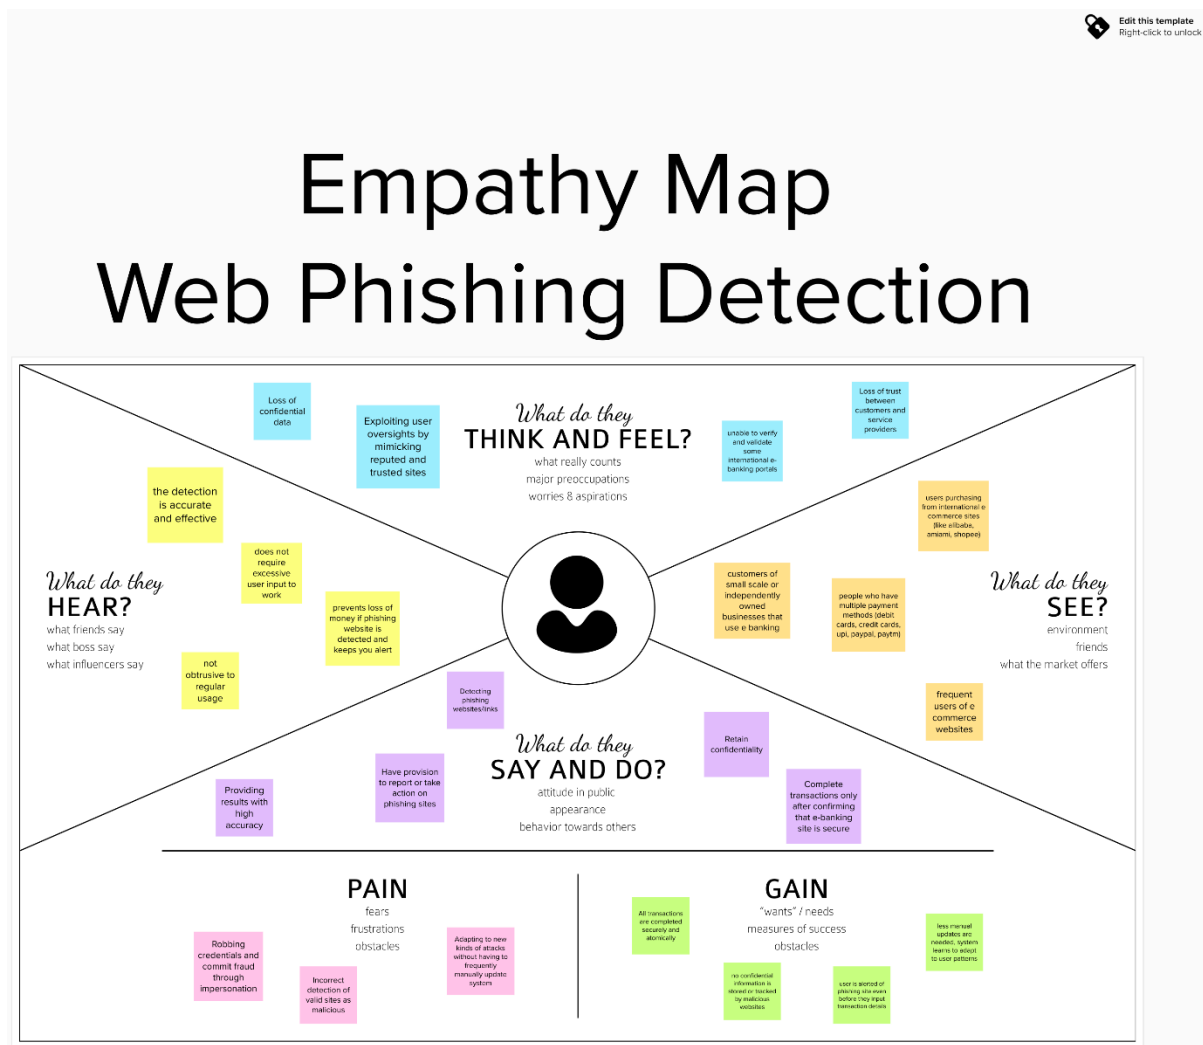 Edit this template
Right-click to unlock
Empathy Map
Web Phishing Detection
What do they
THINK AND FEEL?
what really counts
major preoccupations
worries & aspirations
Loss of
confidential
data
Exploiting user
oversights by
mimicking
reputed and
trusted sites
unable to verify
and validate
some
international e-
banking portals
Loss of trust
between
customers and
service
providers
What do they
HEAR?
what friends say
what boss say
what influencers say
the detection
is accurate
and effective
does not
require
excessive
user input to
work
prevents loss of
money if phishing
website is
detected and
keeps you alert
not
obtrusive to
regular
usage
What do they
SEE?
environment
friends
what the market offers
users purchasing
from international e
commerce sites
(like alibaba,
amiami, shopee)
customers of
small scale or
independently
owned
businesses that
use e banking
people who have
multiple payment
methods (debit
cards, credit cards,
upi, paypal, paytm)
frequent
users of e
commerce
websites
What do they
SAY AND DO?
attitude in public
appearance
behavior towards others
Detecting
phishing
websites/links
Have provision
to report or take
action on
phishing sites
Providing
results with
high
accuracy
Retain
confidentiality
Complete
transactions only
after confirming
that e-banking
site is secure
PAIN
fears
frustrations
obstacles
Robbing
credentials and
commit fraud
through
impersonation
Incorrect
detection of
valid sites as
malicious
Adapting to new
kinds of attacks
without having to
frequently
manually update
system
GAIN
“wants” / needs
measures of success
obstacles
All transactions
are completed
securely and
atomically
no confidential
information is
stored or tracked
by malicious
websites
user is alerted of
phishing site even
before they input
transaction details
less manual
updates are
needed, system
learns to adapt
to user patterns